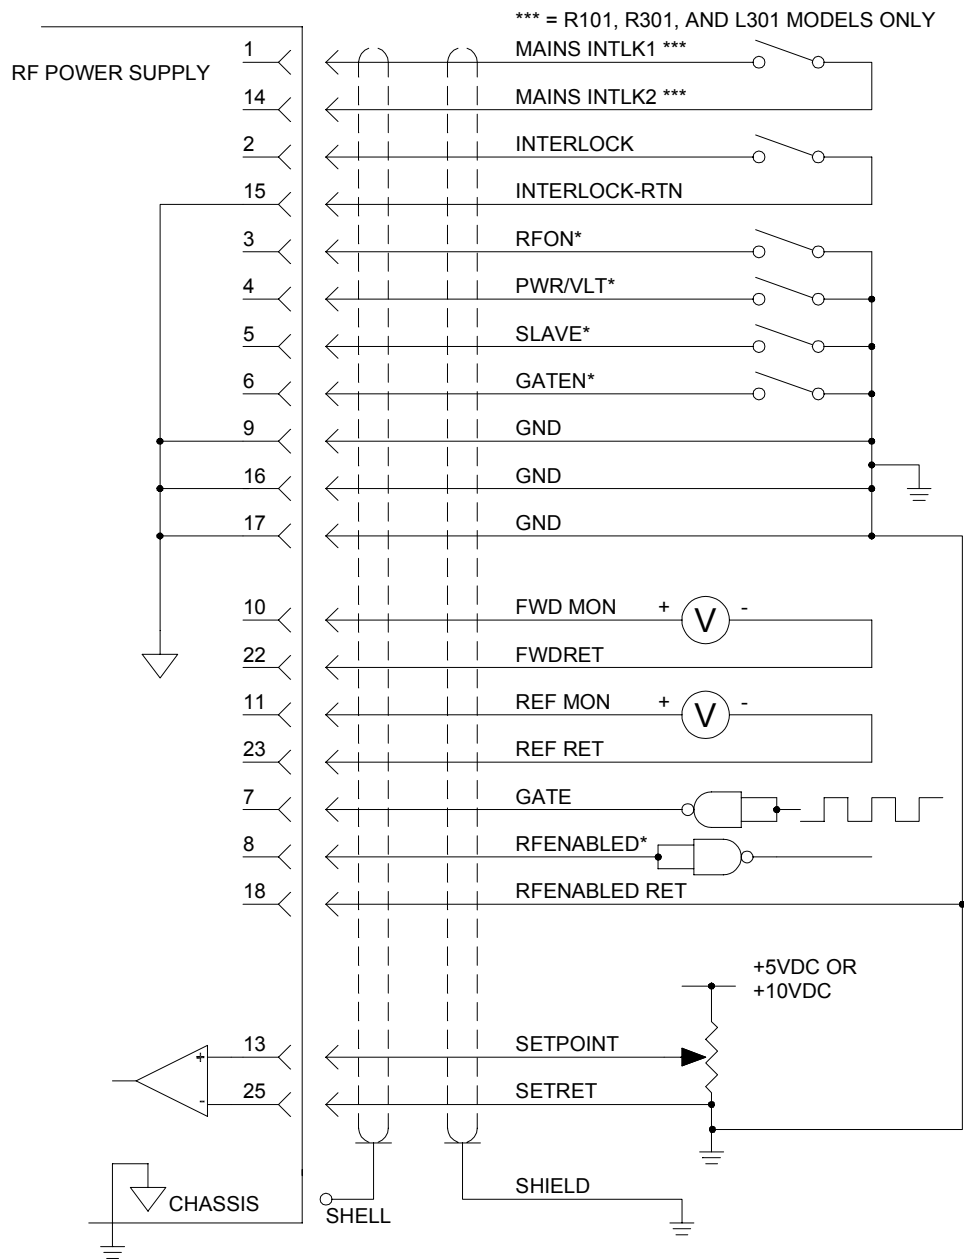 *** = R101, R301, AND L301 MODELS ONLY
RF POWER SUPPLY
1 MAINS INTLK1 ***
14 MAINS INTLK2 ***
2 INTERLOCK
15 INTERLOCK-RTN
3 RFON*
4 PWR/VLT*
5 SLAVE*
6 GATEN*
9 GND
16 GND
17 GND
10 FWD MON + V -
22 FWDRET
11 REF MON + V -
23 REF RET
7 GATE
8 RFENABLED*
18 RFENABLED RET
+5VDC OR
+10VDC
+ 13 SETPOINT
- 25 SETRET
CHASSIS
SHELL
SHIELD